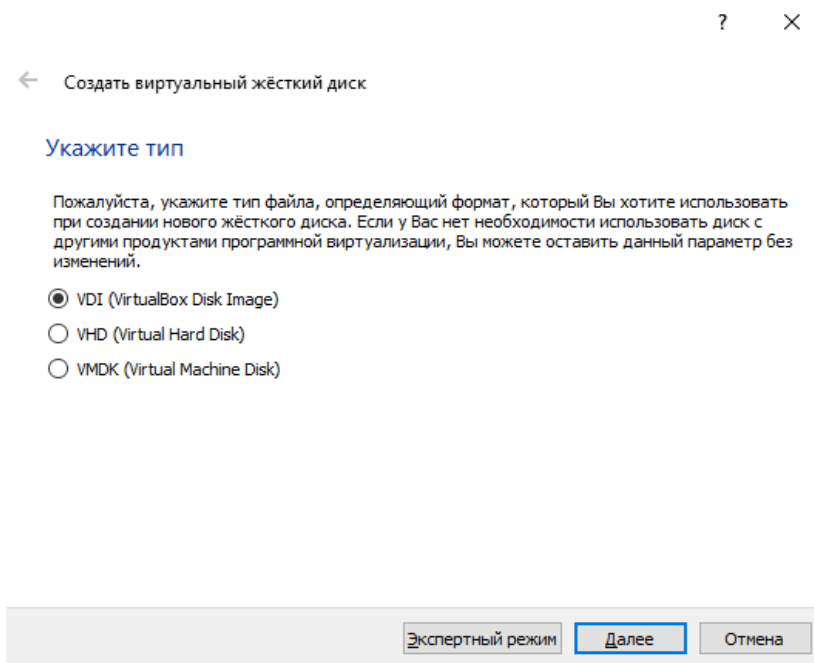 ?
Создать виртуальный жёсткий диск
Укажите тип
Пожалуйста, укажите тип файла, определяющий формат, который Вы хотите использовать
при создании нового жёсткого диска. Если у Вас нет необходимости использовать диск с
другими продуктами программной виртуализации, Вы можете оставить данный параметр без
изменений.
VDI (VirtualBox Disk Image)
VHD (Virtual Hard Disk)
VMDK (Virtual Machine Disk)
Экспертный режим Далее Отмена